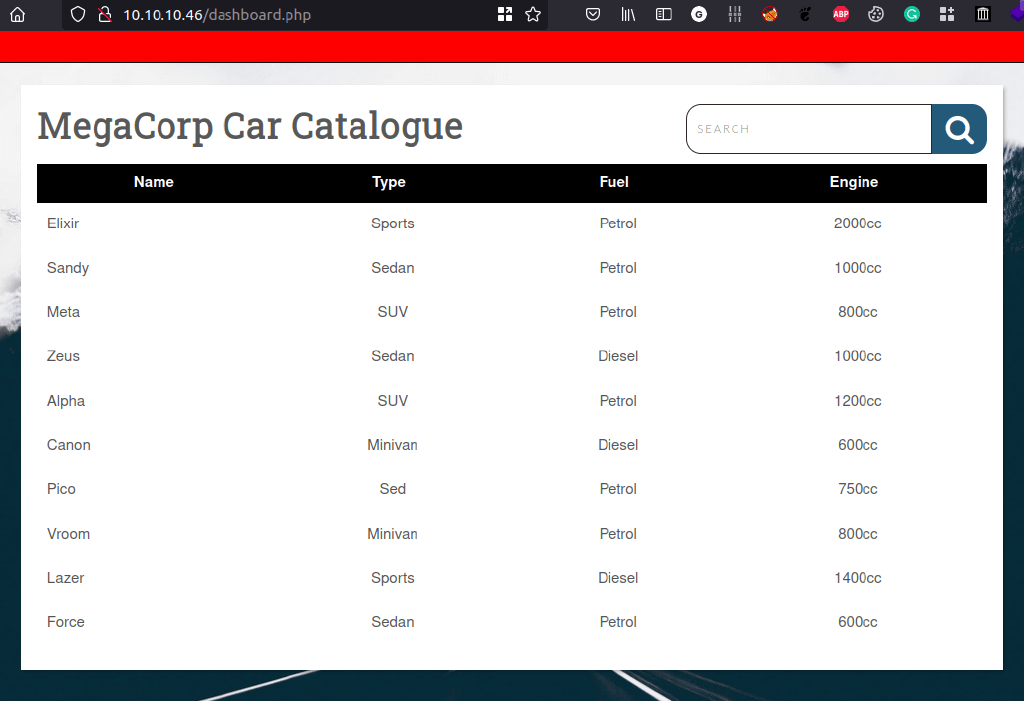 10.10.10.46/dashboard.php
G
ABP
G
MegaCorp Car Catalogue
SEARCH
Name Type Fuel Engine
Elixir Sports Petrol 2000cc
Sandy Sedan Petrol 1000cc
Meta SUV Petrol 800cc
Zeus Sedan Diesel 1000cc
Alpha SUV Petrol 1200cc
Canon Minivan Diesel 600cc
Pico Sed Petrol 750cc
Vroom Minivan Petrol 800cc
Lazer Sports Diesel 1400cc
Force Sedan Petrol 600cc